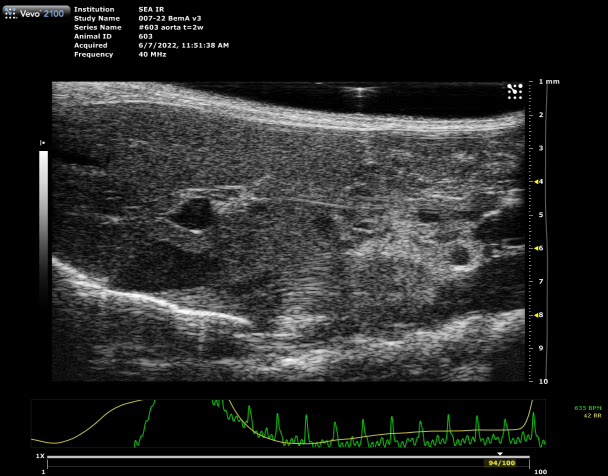 Vevo 2100
Institution SEA IR
Study Name 007-22 BemA v3
Series Name #603 aorta t=2w
Animal ID 603
Acquired 6/7/2022, 11:51:38 AM
Frequency 40 MHz
1 mm
2
3
4
5
6
7
8
9
10
635 BPM
42 RR
1X
94/100
1
100